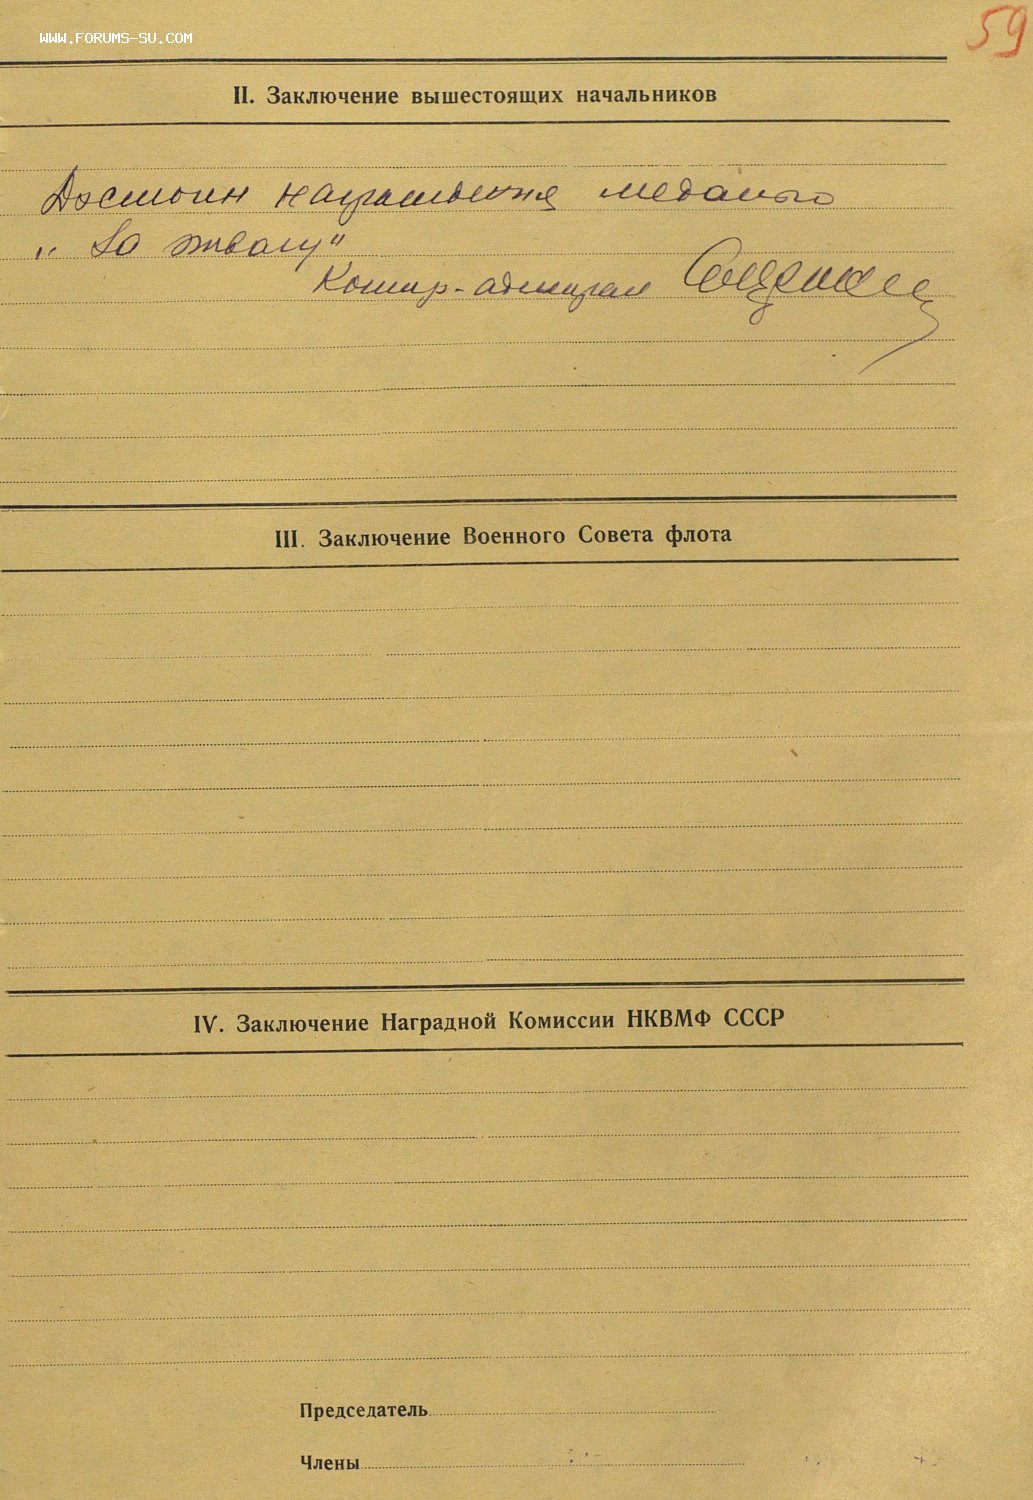 WWW.FORUMS-SU.COM
59
II. Заключение вышестоящих начальников
Достоин награждения медалью
„За отвагу"
Контр-адмирал
III. Заключение Военного Совета флота
IV. Заключение Наградной Комиссии НКВМФ СССР
Председатель
Члены